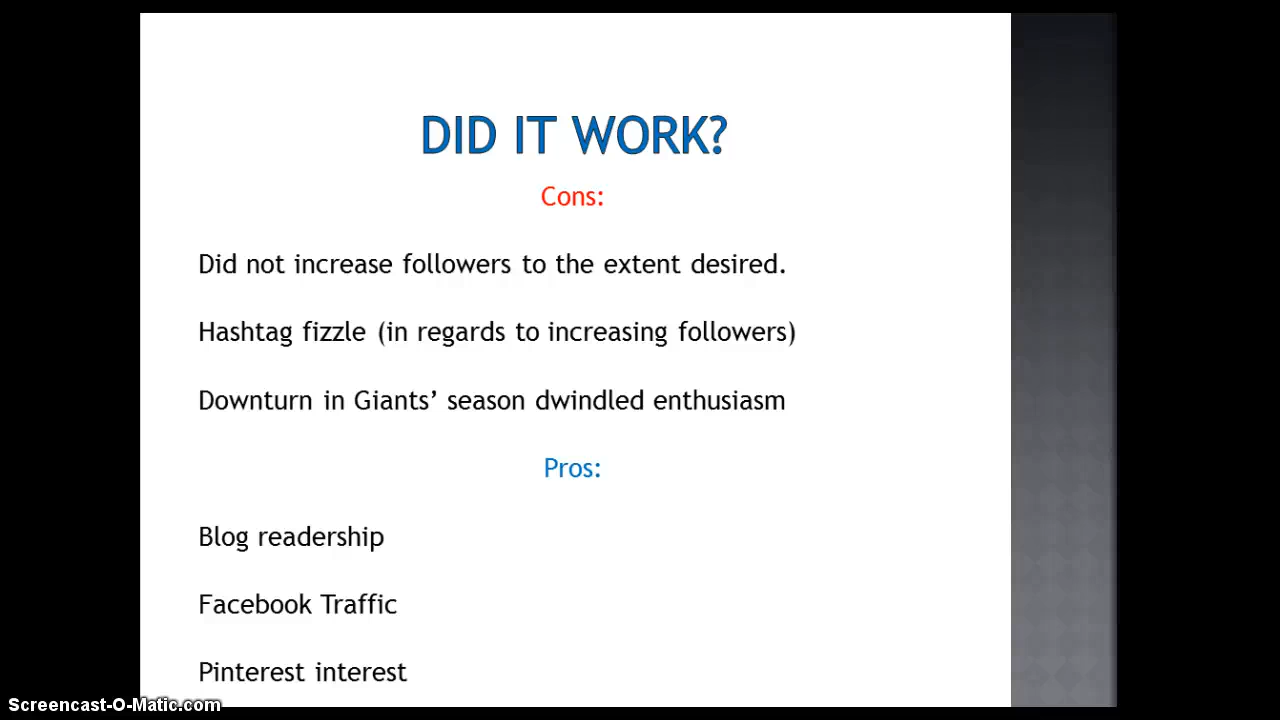 DID IT WORK?
Cons:
Did not increase followers to the extent desired.
Hashtag fizzle (in regards to increasing followers)
Downturn in Giants’ season dwindled enthusiasm
Pros:
Blog readership
Facebook Traffic
Pinterest interest
Screencast-O-Matic.com